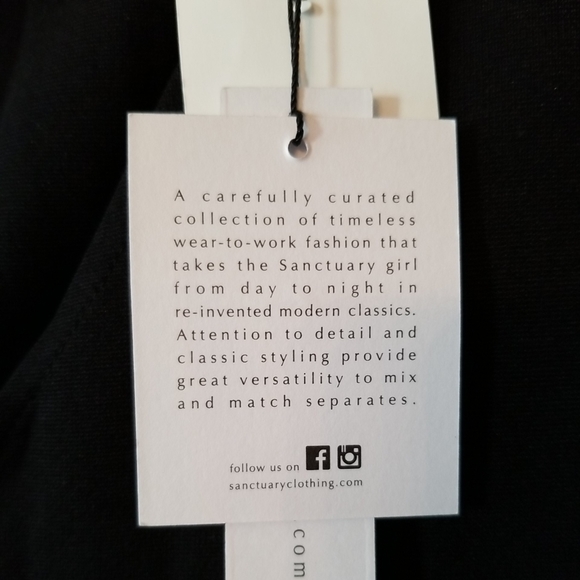 A carefully curated
collection of timeless
wear-to-work fashion that
takes the Sanctuary girl
from day to night in
re-invented modern classics.
Attention to detail and
classic styling provide
great versatility to mix
and match separates.
follow us on
sanctuaryclothing.com
com